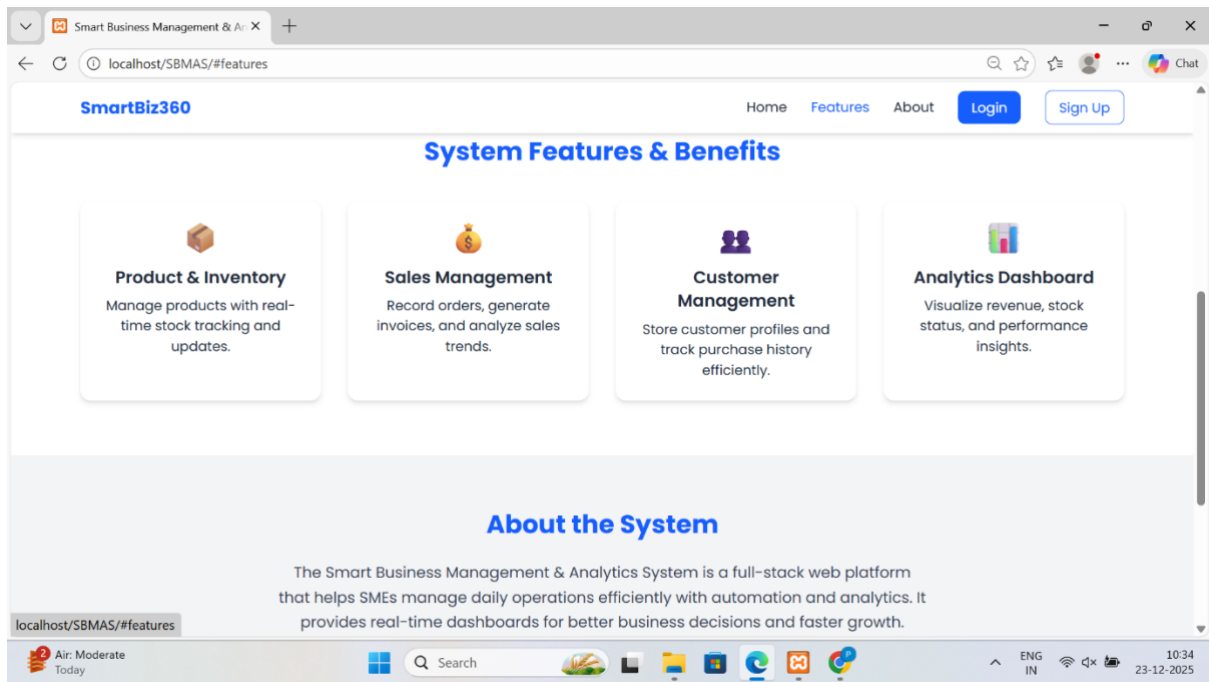 Smart Business Management & An
localhost/SBMAS/#features
Chat
SmartBiz360
Home Features About Login Sign Up
System Features & Benefits
Product & Inventory
Manage products with real-
time stock tracking and
updates.
Sales Management
Record orders, generate
invoices, and analyze sales
trends.
Customer
Management
Store customer profiles and
track purchase history
efficiently.
Analytics Dashboard
Visualize revenue, stock
status, and performance
insights.
About the System
The Smart Business Management & Analytics System is a full-stack web platform
that helps SMEs manage daily operations efficiently with automation and analytics. It
provides real-time dashboards for better business decisions and faster growth.
localhost/SBMAS/#features
2
Air: Moderate
Today
Search
P
ENG
IN
10:34
23-12-2025